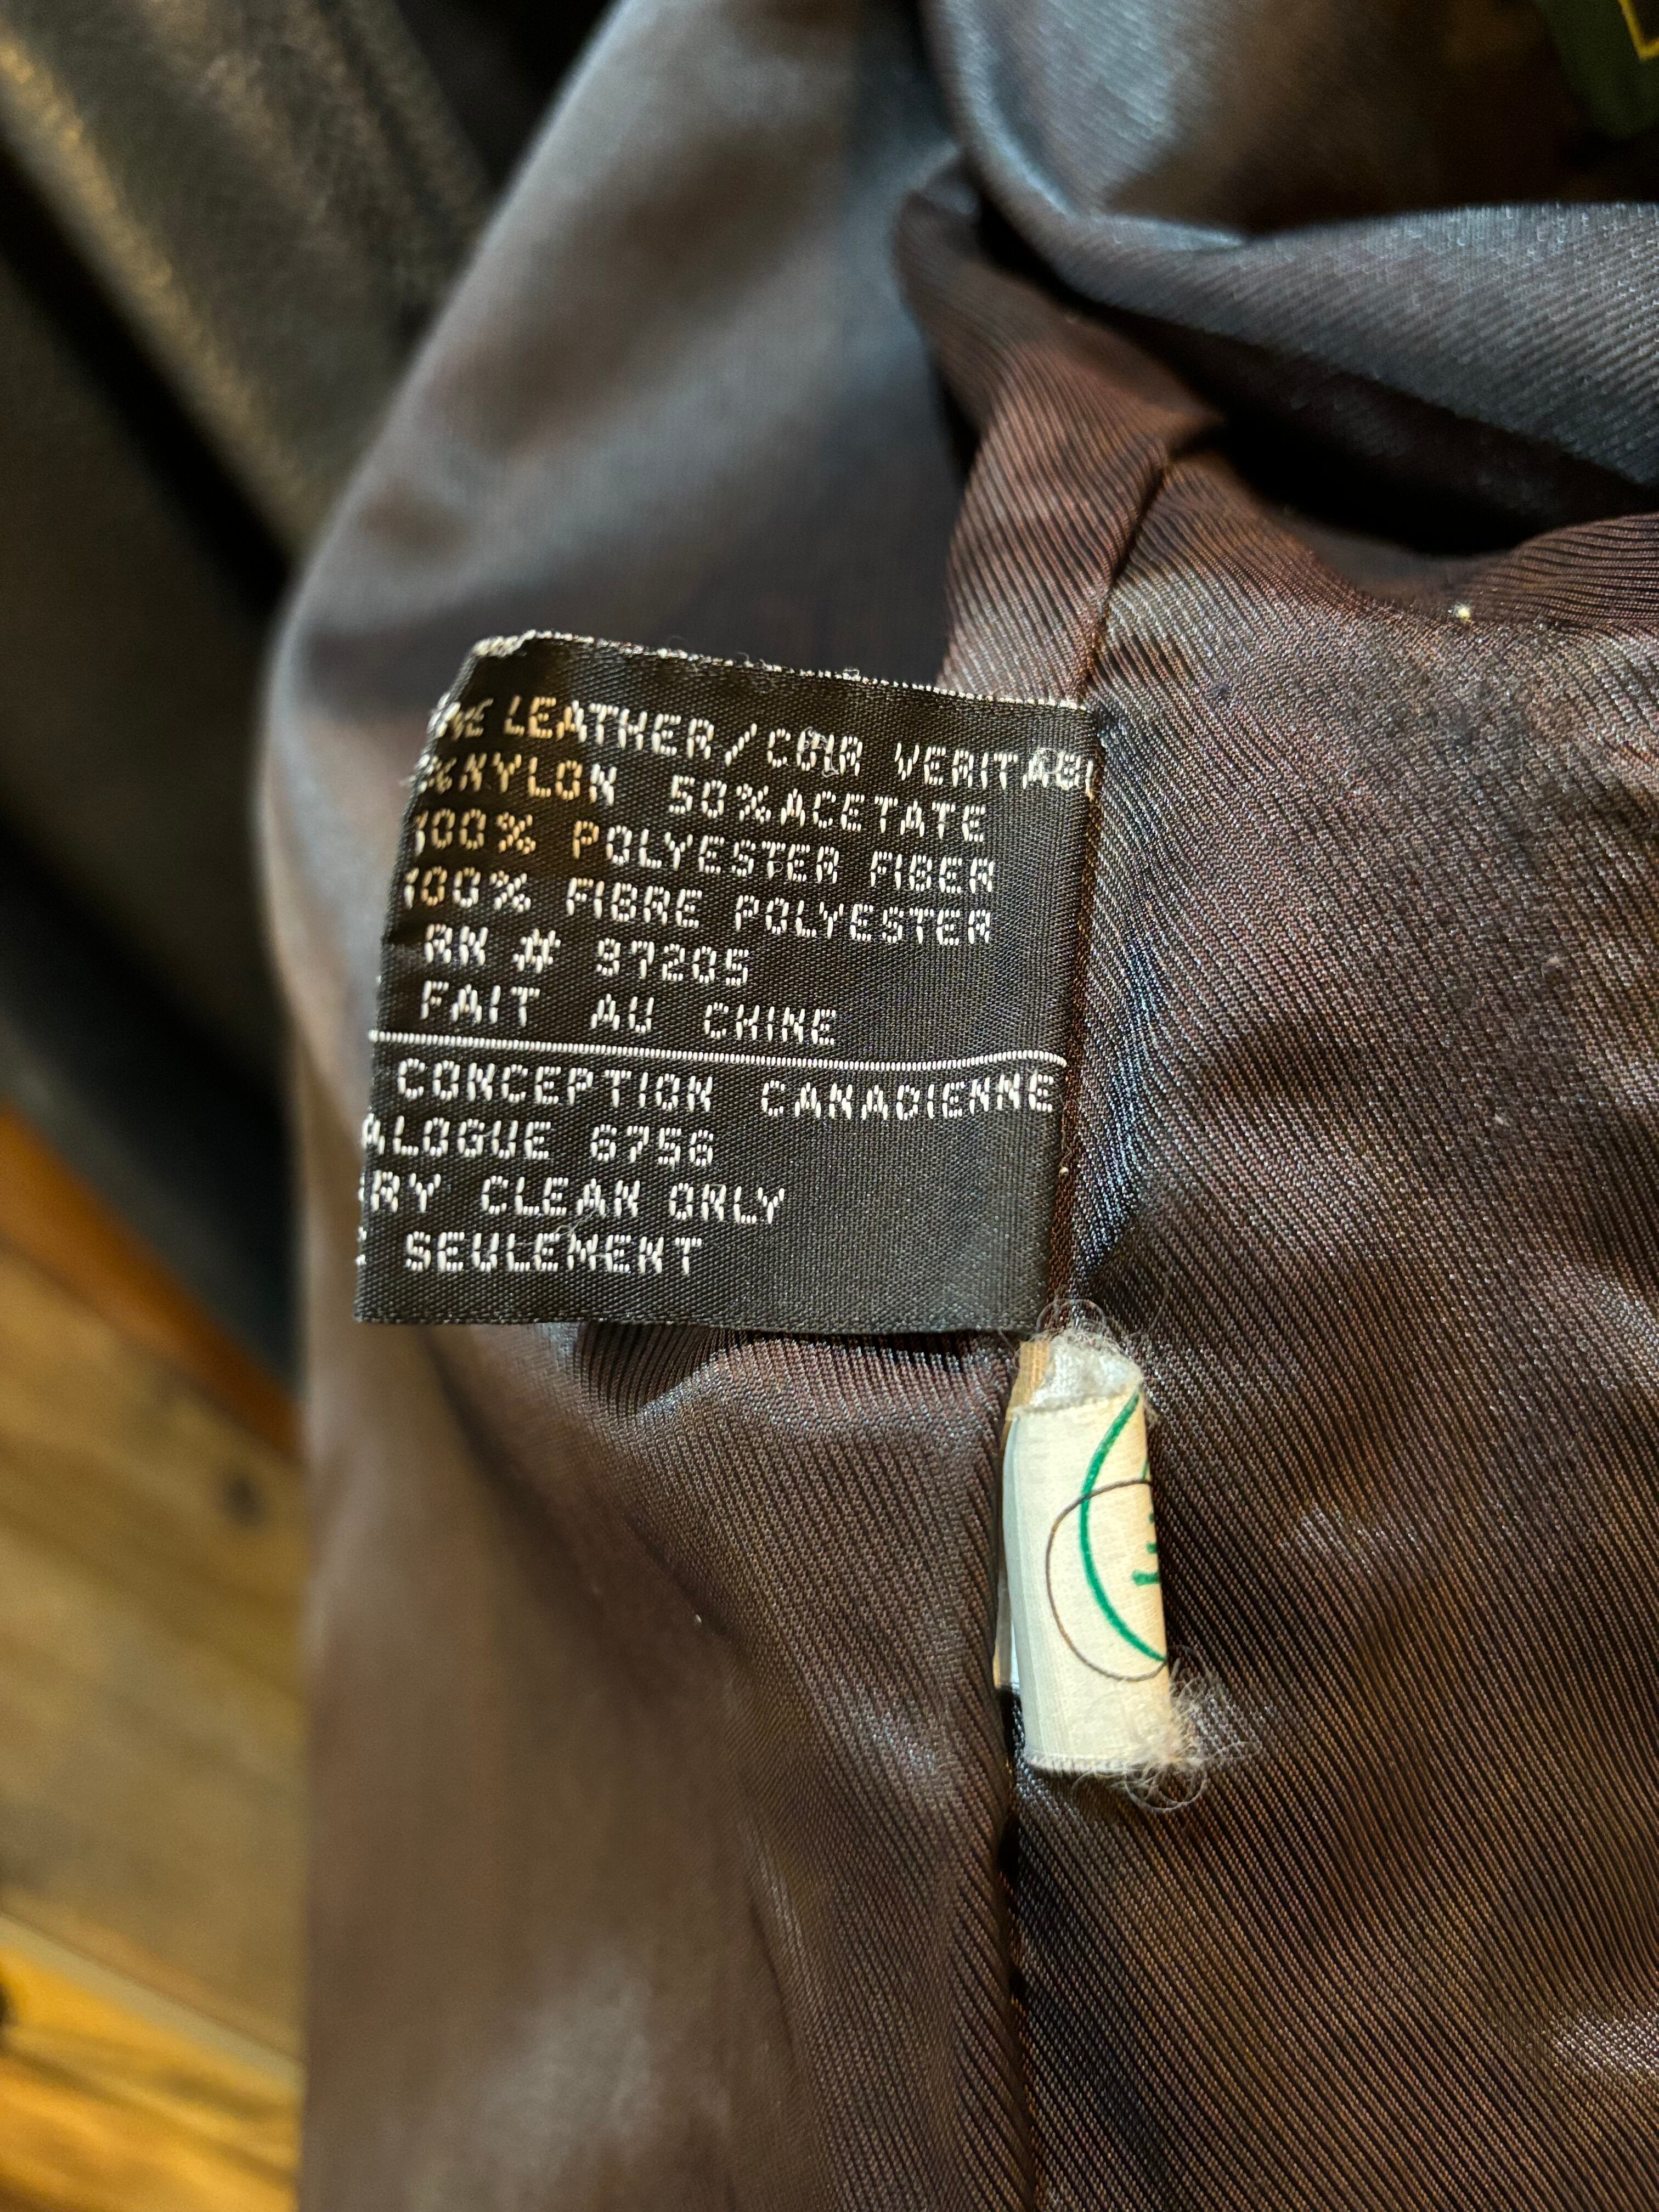 LEATHER/CUIR VERITABL
%NYLON 50%ACETATE
100% POLYESTER FIBER
100% FIBRE POLYESTER
RN # 97205
FAIT AU CHINE
CONCEPTION CANADIENNE
ALOGUE 6756
RY CLEAN ONLY
SEULEMENT